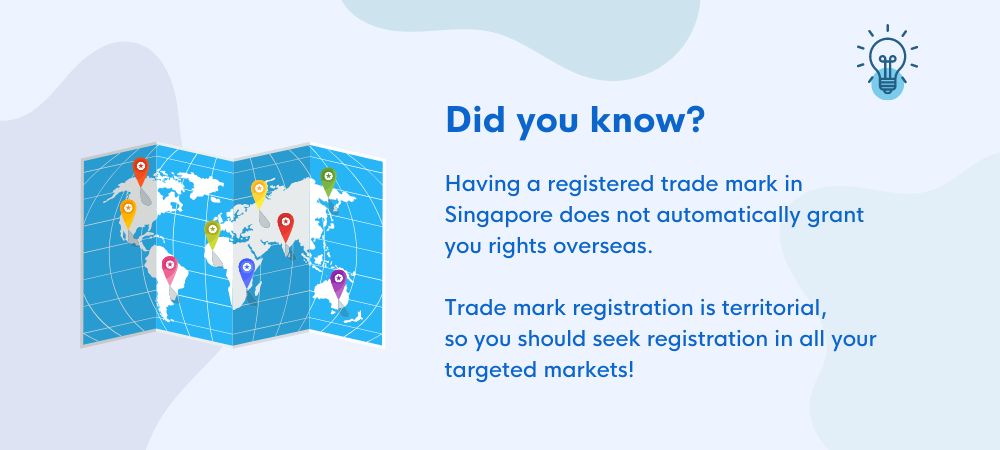 Did you know?
Having a registered trade mark in
Singapore does not automatically grant
you rights overseas.
Trade mark registration is territorial,
so you should seek registration in all your
targeted markets!